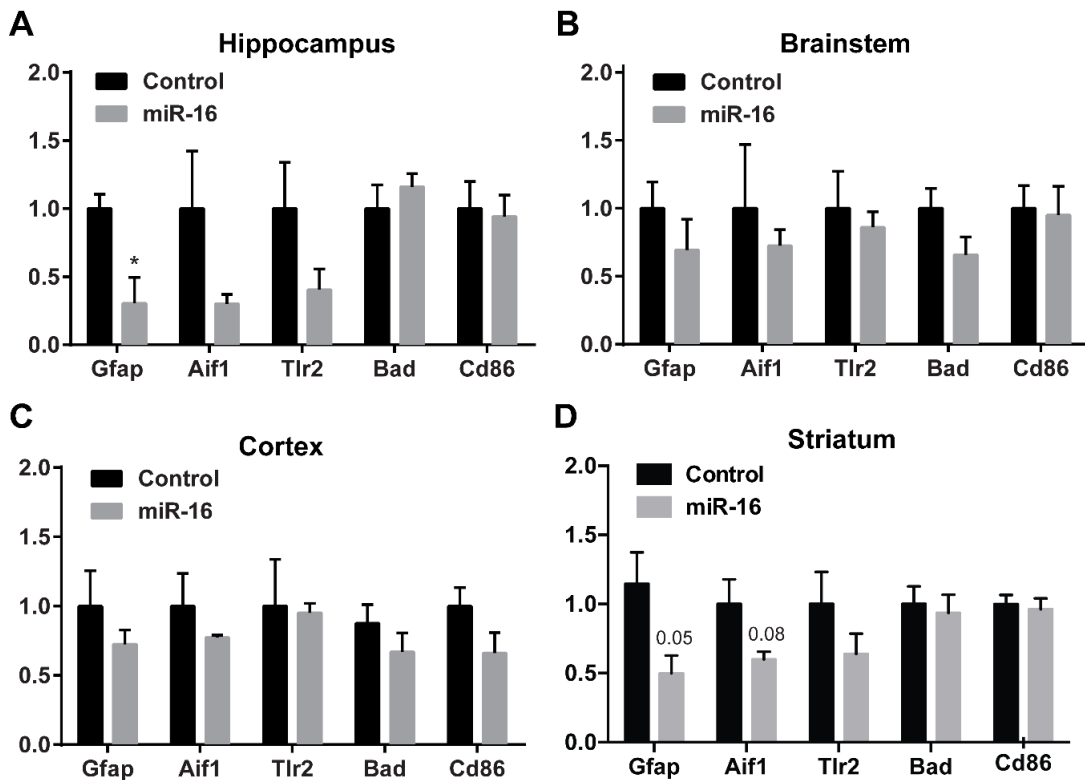 A
Hippocampus
2.0
1.5
1.0
0.5
0.0
Control
miR-16
*
Gfap Aif1 Tlr2 Bad Cd86
B
Brainstem
2.0
1.5
1.0
0.5
0.0
Control
miR-16
Gfap Aif1 Tlr2 Bad Cd86
C
Cortex
2.0
1.5
1.0
0.5
0.0
Control
miR-16
Gfap Aif1 Tlr2 Bad Cd86
D
Striatum
2.0
1.5
1.0
0.5
0.0
Control
miR-16
0.05 0.08
Gfap Aif1 Tlr2 Bad Cd86